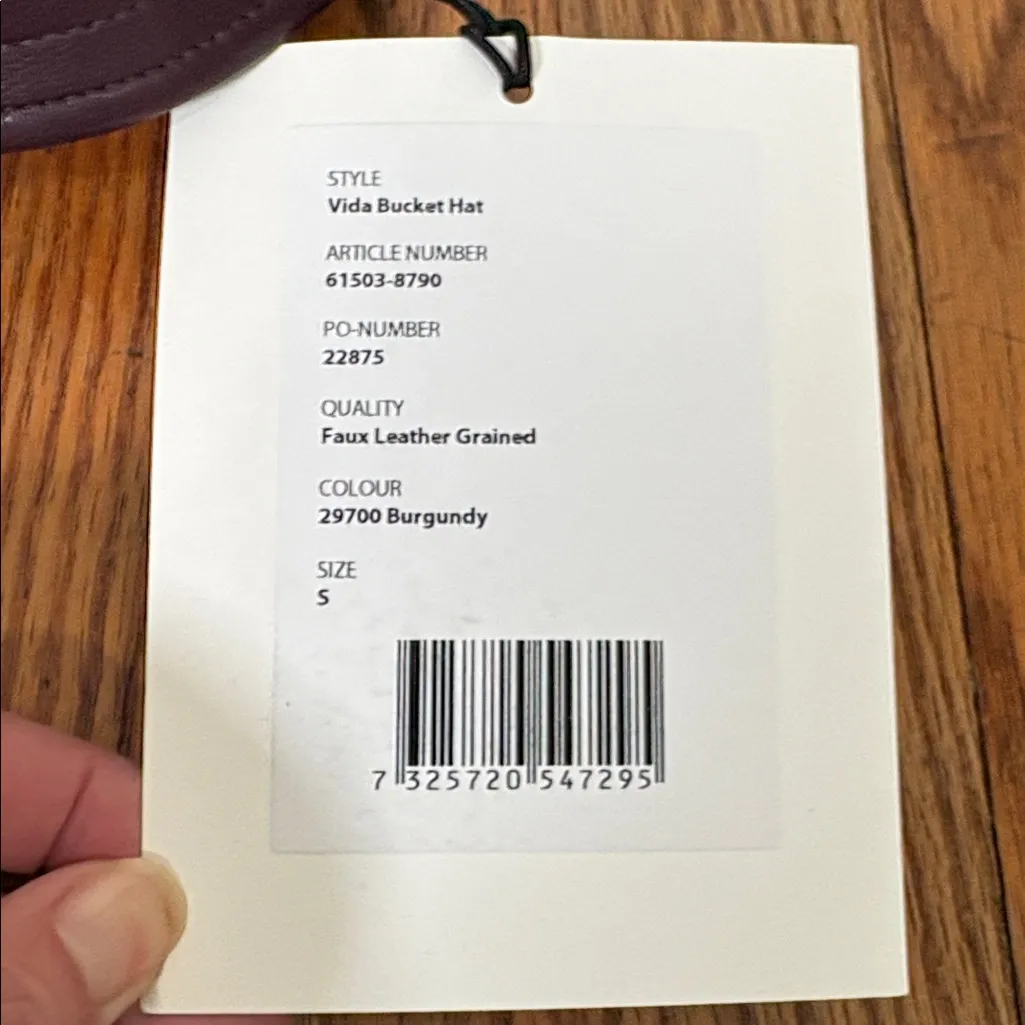 STYLE
Vida Bucket Hat
ARTICLE NUMBER
61503-8790
PO-NUMBER
22875
QUALITY
Faux Leather Grained
COLOUR
29700 Burgundy
SIZE
S
7 325720 547295